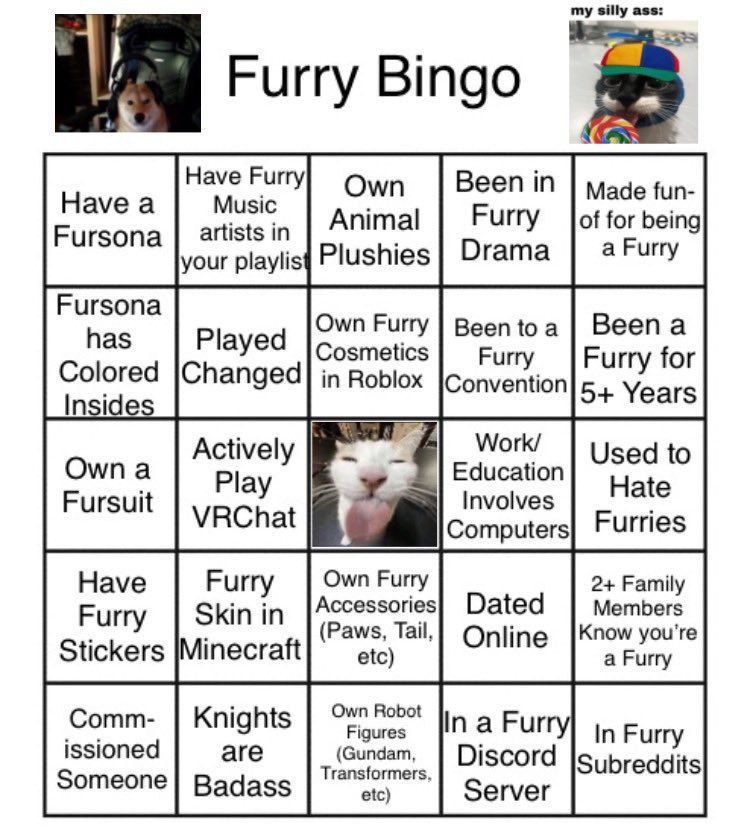 my silly ass:
Furry Bingo
Have a
Fursona
Have Furry
Music
artists in
your playlist
Own
Animal
Plushies
Been in
Furry
Drama
Made fun-
of for being
a Furry
Fursona
has
Colored
Insides
Played
Changed
Own Furry
Cosmetics
in Roblox
Been to a
Furry
Convention
Been a
Furry for
5+ Years
Own a
Fursuit
Actively
Play
VRChat
Work/
Education
Involves
Computers
Used to
Hate
Furries
Have
Furry
Stickers
Furry
Skin in
Minecraft
Own Furry
Accessories
(Paws, Tail,
etc)
Dated
Online
2+ Family
Members
Know you're
a Furry
Comm-
issioned
Someone
Knights
are
Badass
Own Robot
Figures
(Gundam,
Transformers,
etc)
In a Furry
Discord
Server
In Furry
Subreddits